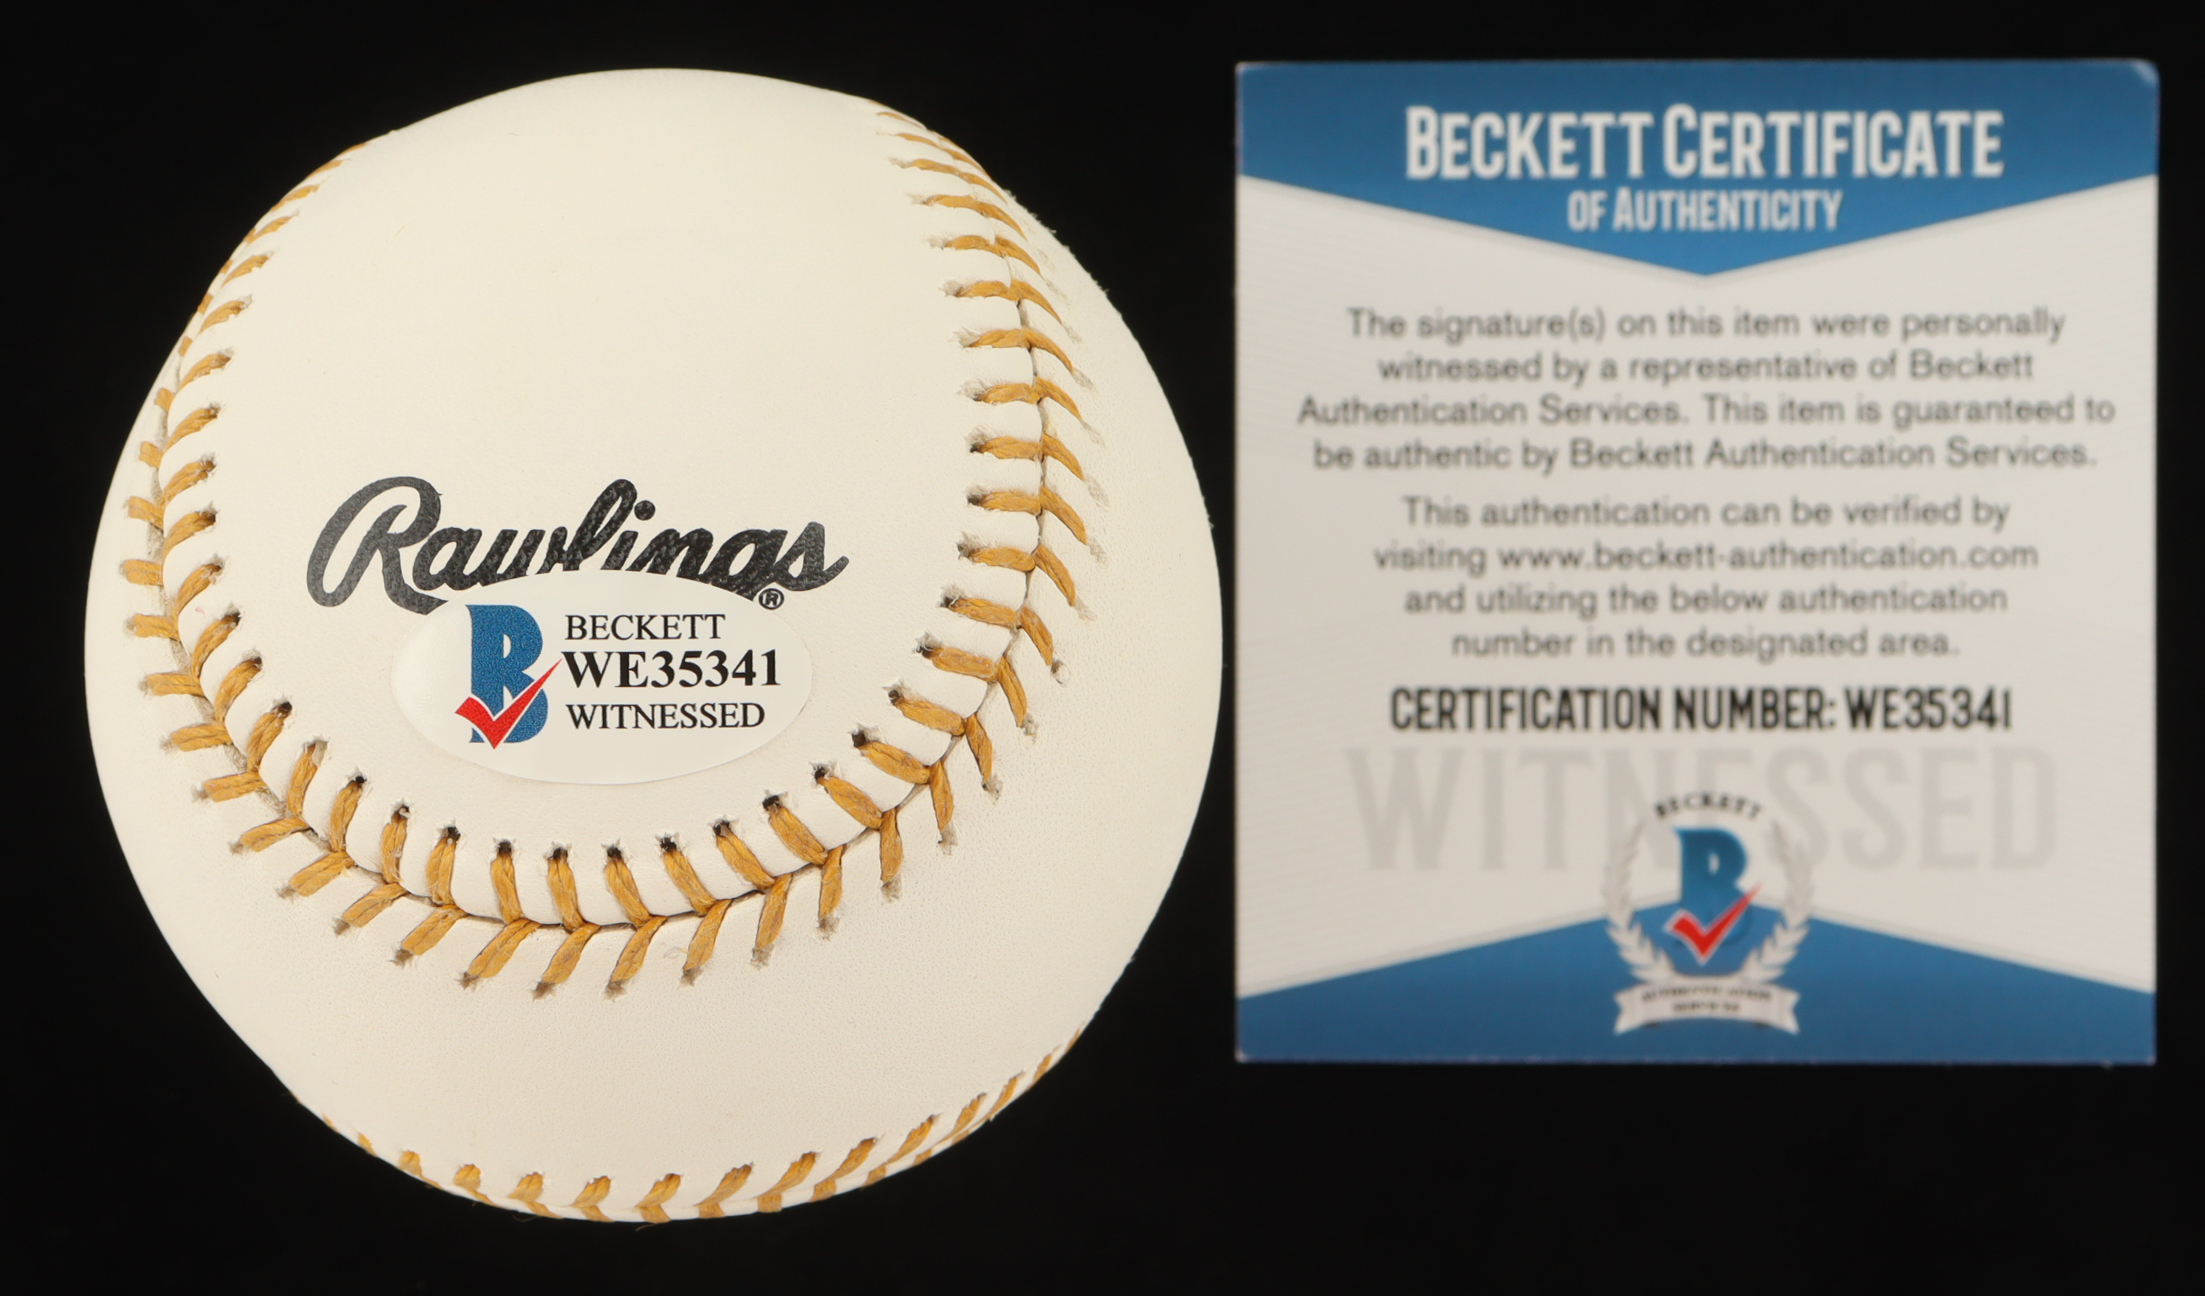 Rawlings
®
BECKETT
WE35341
WITNESSED
BECKETT CERTIFICATE
OF AUTHENTICITY
The signature(s) on this item were personally
witnessed by a representative of Beckett
Authentication Services. This item is guaranteed to
be authentic by Beckett Authentication Services.
This authentication can be verified by
visiting www.beckett-authentication.com
and utilizing the below authentication
number in the designated area.
CERTIFICATION NUMBER: WE35341
WITNESSED
BECKETT
B